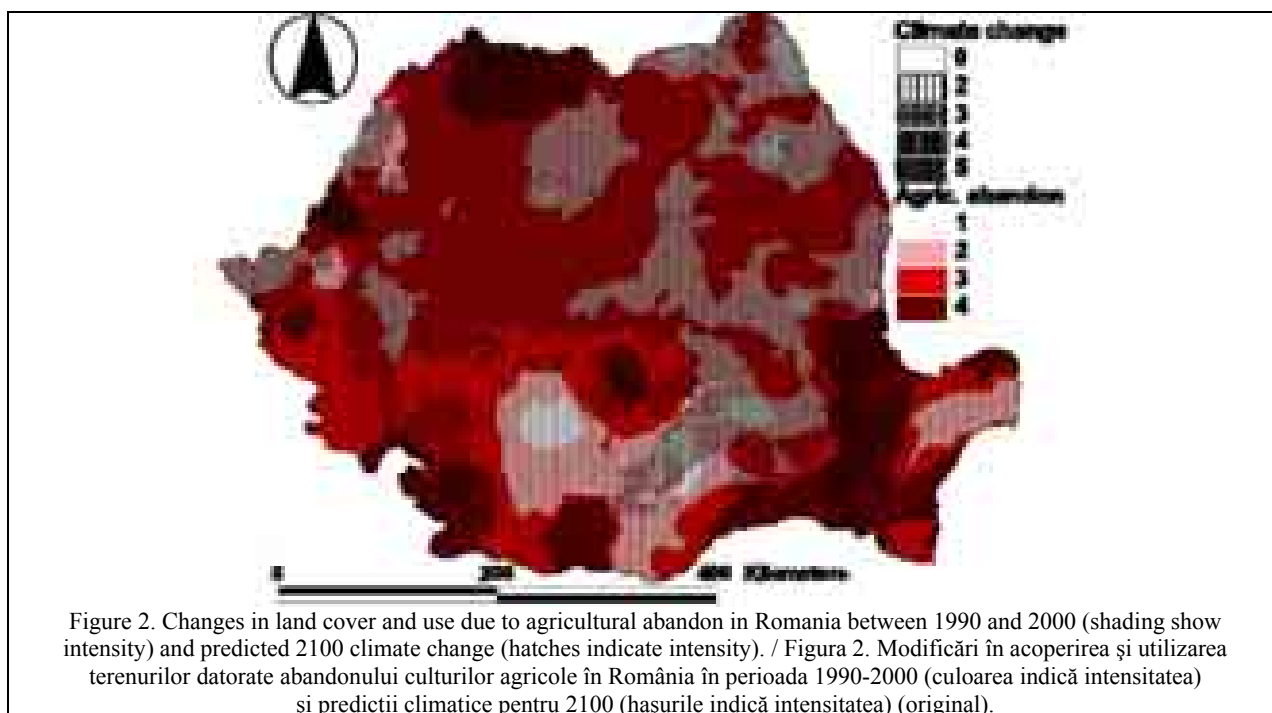 Climate change
0
2
3
4
5
Agric. abandon
1
2
3
4
0 200 400 Kilometers
Figure 2. Changes in land cover and use due to agricultural abandon in Romania between 1990 and 2000 (shading show
intensity) and predicted 2100 climate change (hatches indicate intensity). / Figura 2. Modificări în acoperirea şi utilizarea
terenurilor datorate abandonului culturilor agricole în România în perioada 1990-2000 (culoarea indică intensitatea)
şi predicţii climatice pentru 2100 (haşurile indică intensitatea) (original).